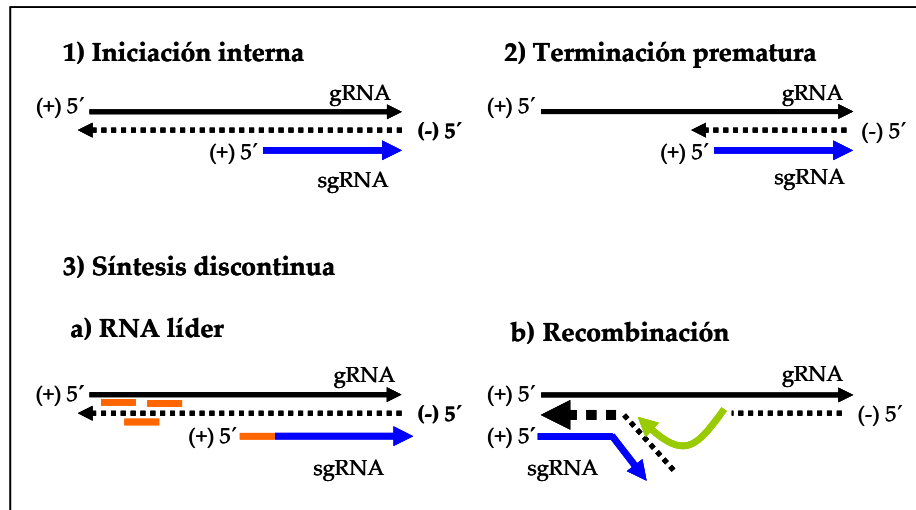 1) Iniciación interna
(+) 5´ gRNA
(-) 5´
(+) 5´
sgRNA
2) Terminación prematura
(+) 5´ gRNA
(-) 5´
(+) 5´
sgRNA
3) Síntesis discontinua
a) RNA líder
(+) 5´ gRNA
(-) 5´
(+) 5´
sgRNA
b) Recombinación
(+) 5´ gRNA
(-) 5´
(+) 5´
sgRNA